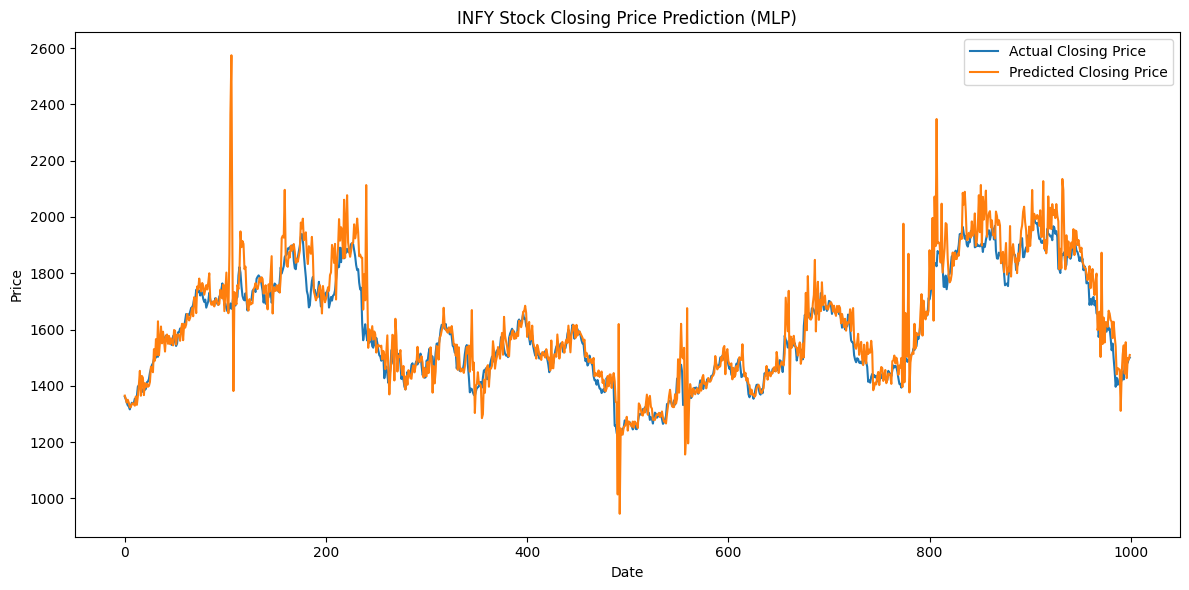 INFY Stock Closing Price Prediction (MLP)
Actual Closing Price
Predicted Closing Price
Price
2600
2400
2200
2000
1800
1600
1400
1200
1000
0 200 400 600 800 1000
Date